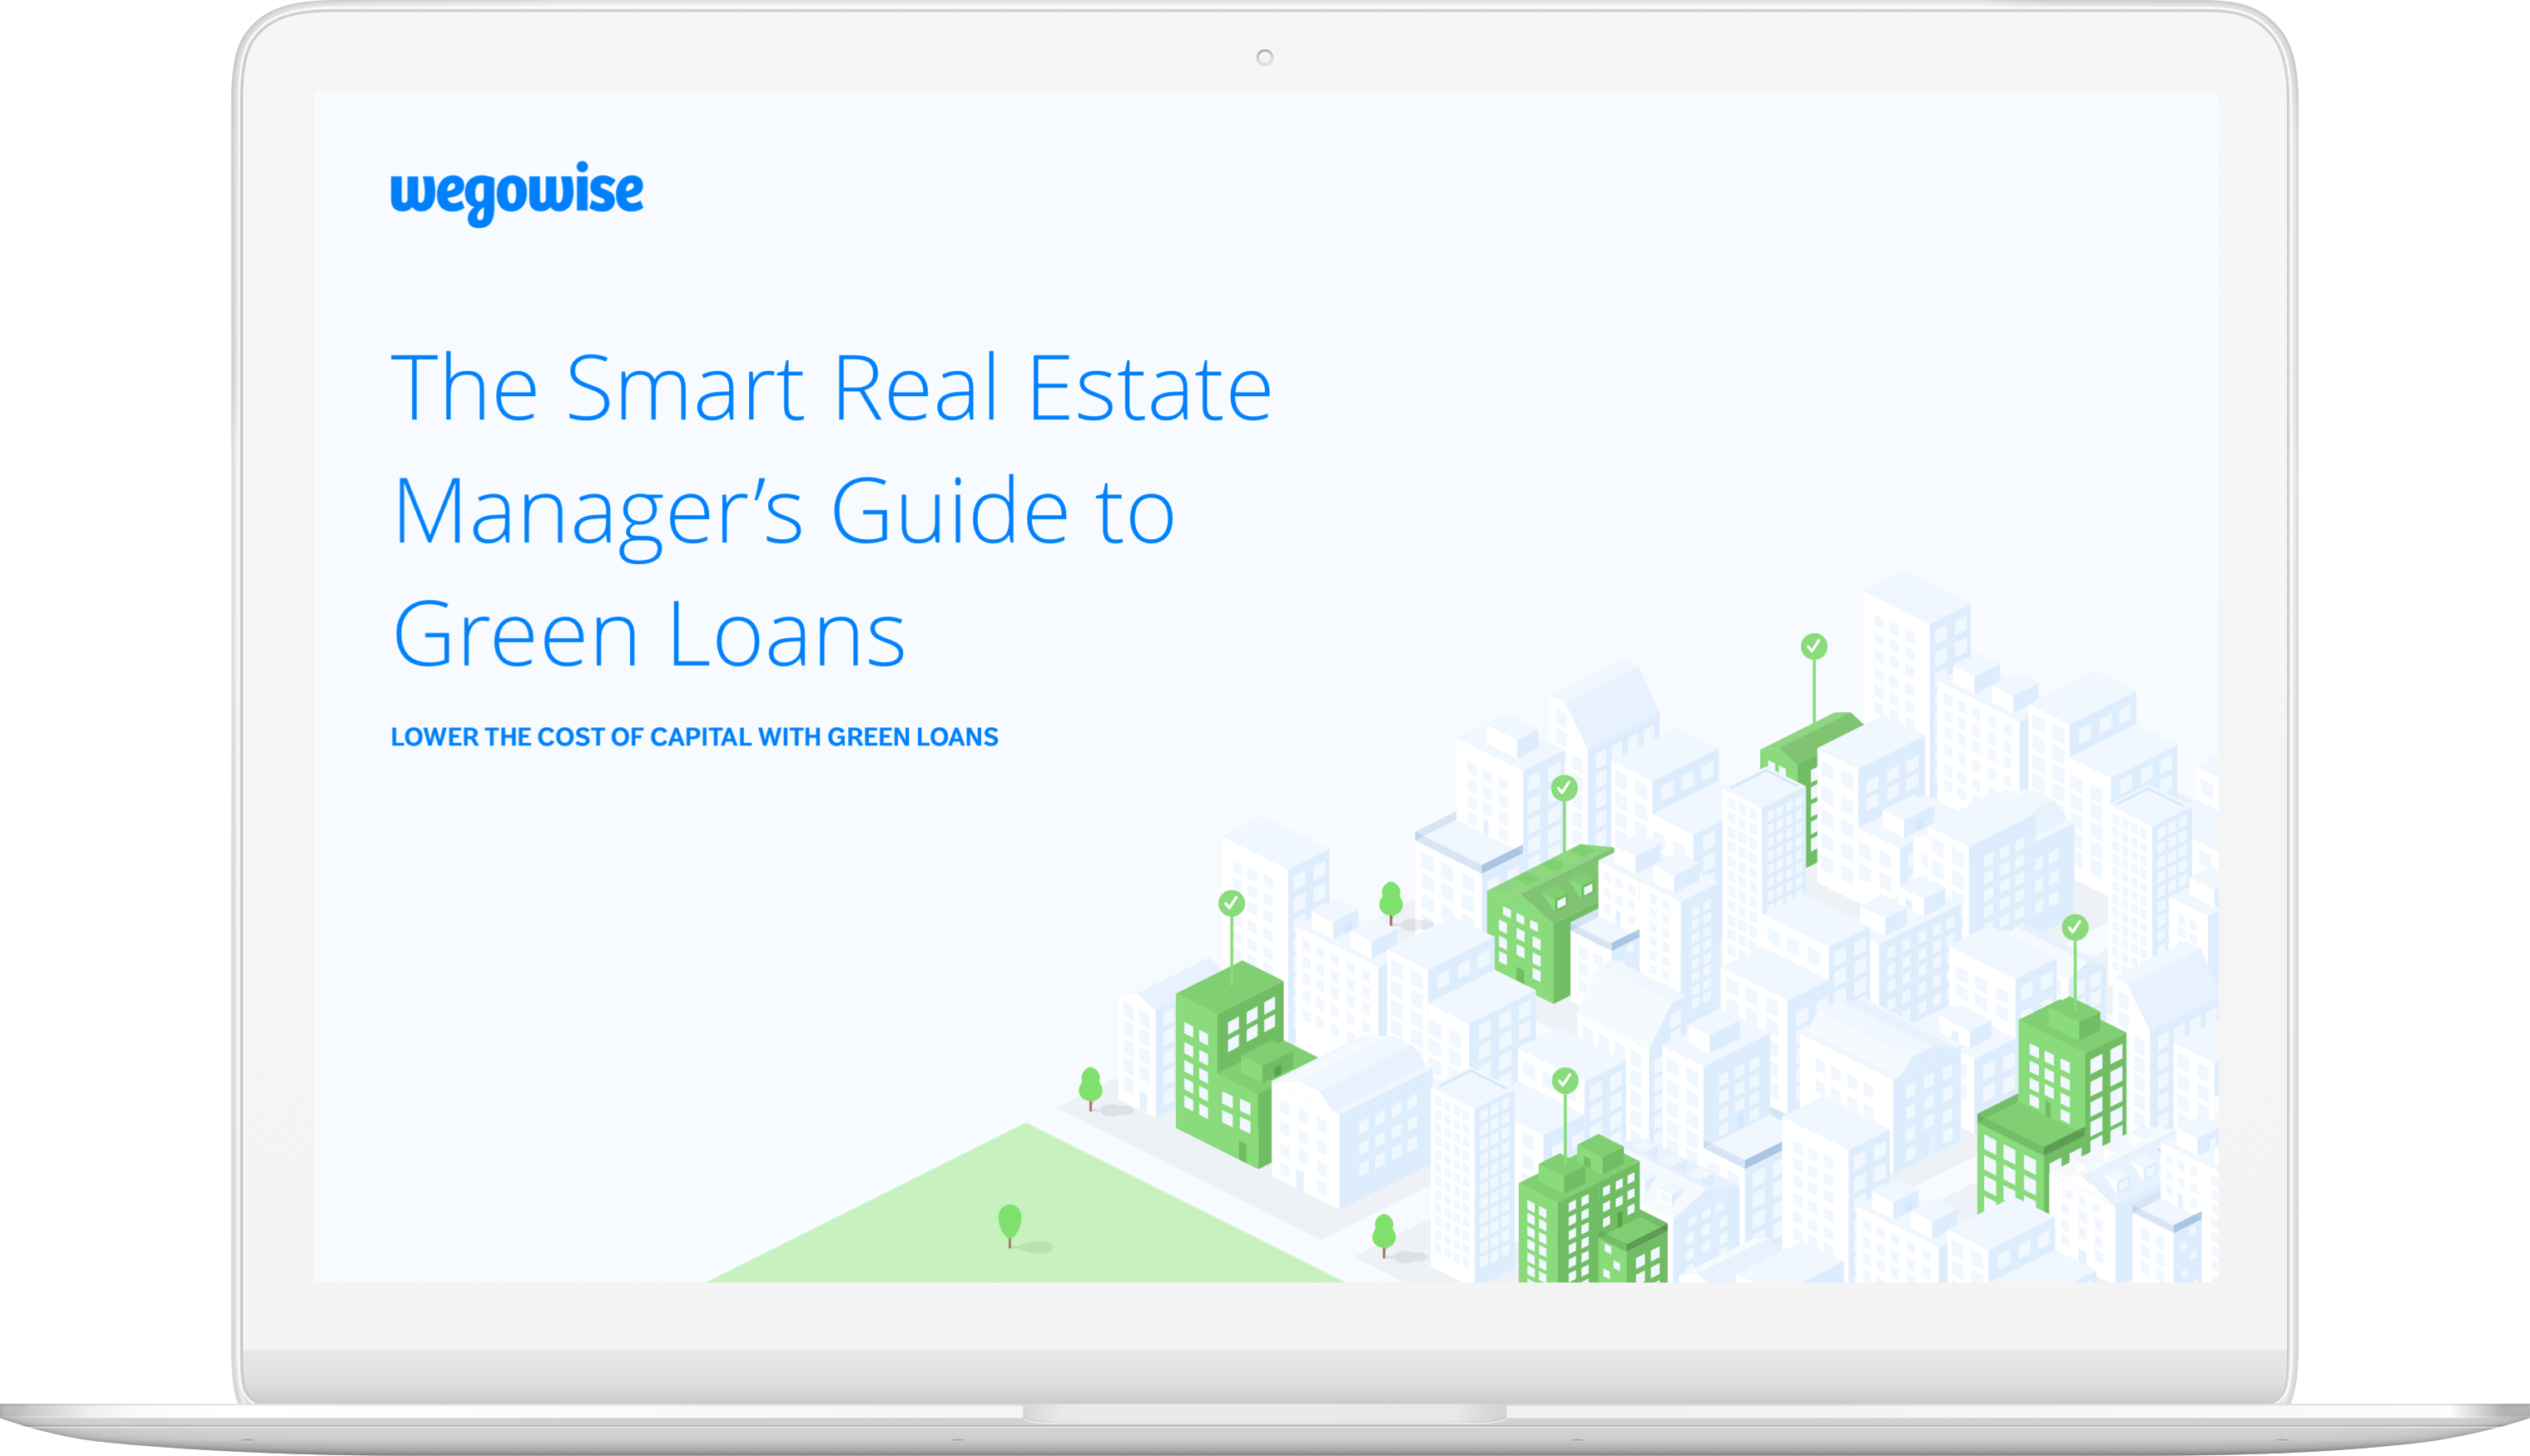 wegowise
The Smart Real Estate
Manager’s Guide to
Green Loans
LOWER THE COST OF CAPITAL WITH GREEN LOANS